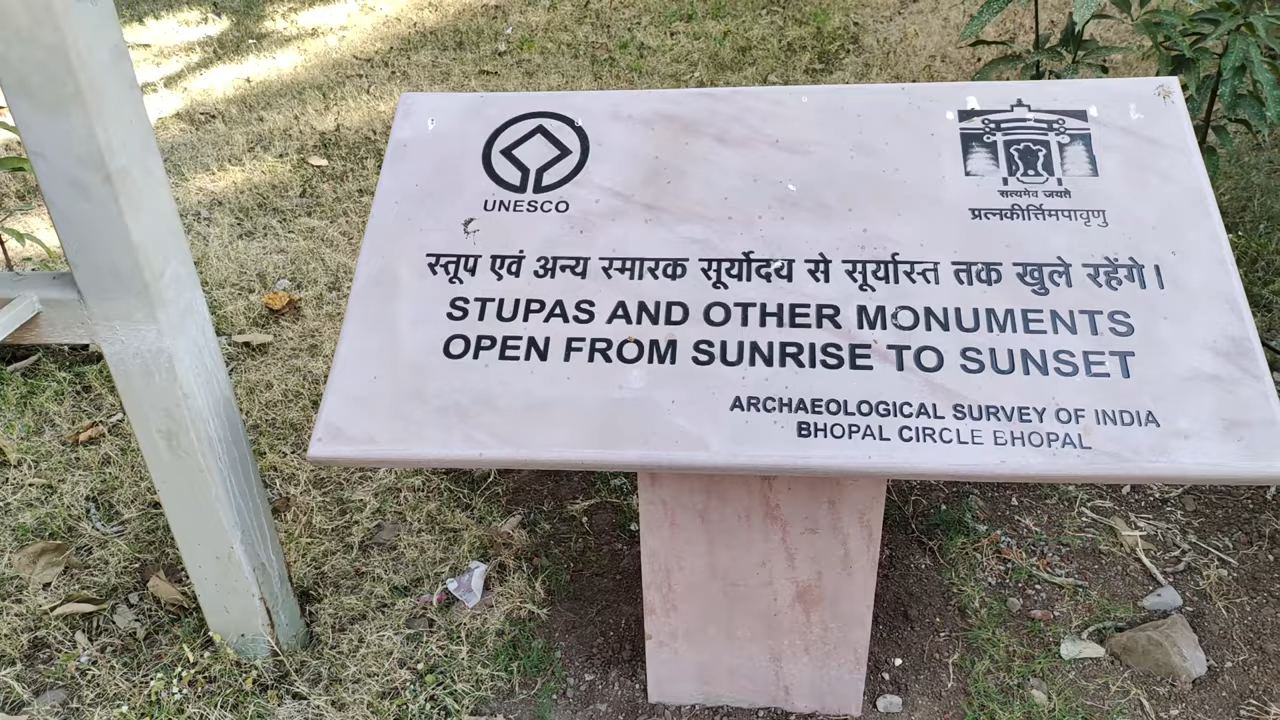 UNESCO
सत्यमेव जयते
प्रत्नकीर्त्तिमपावृणु
स्तूप एवं अन्य स्मारक सूर्योदय से सूर्यास्त तक खुले रहेंगे।
STUPAS AND OTHER MONUMENTS
OPEN FROM SUNRISE TO SUNSET
ARCHAEOLOGICAL SURVEY OF INDIA
BHOPAL CIRCLE BHOPAL